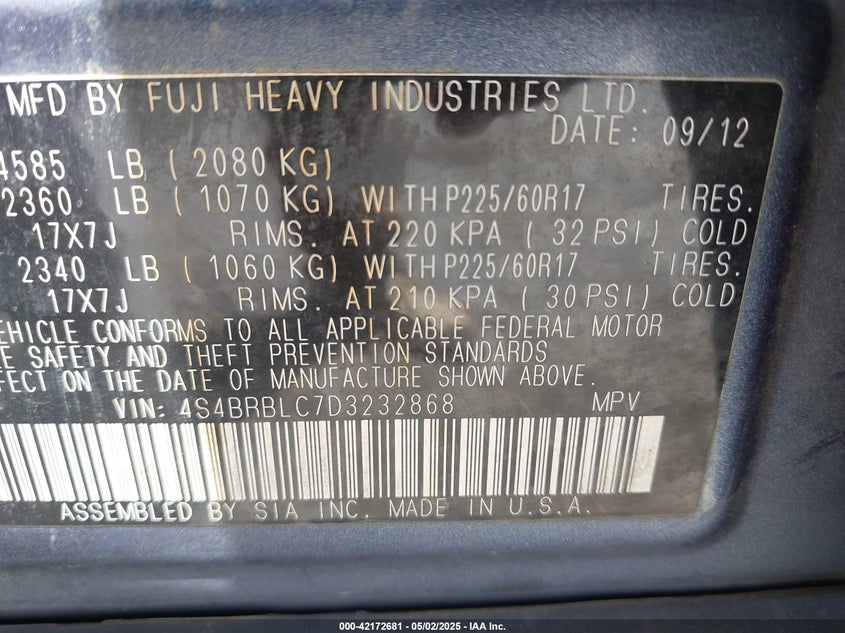 MFD BY FUJI HEAVY INDUSTRIES LTD.
DATE: 09/12
4585 LB (2080 KG)
2360 LB (1070 KG) WITH P225/60R17 TIRES.
17X7J RIMS. AT 220 KPA (32 PSI) COLD
2340 LB (1060 KG) WITH P225/60R17 TIRES.
17X7J RIMS. AT 210 KPA (30 PSI) COLD
EHICLE CONFORMS TO ALL APPLICABLE FEDERAL MOTOR
E SAFETY AND THEFT PREVENTION STANDARDS
FFECT ON THE DATE OF MANUFACTURE SHOWN ABOVE.
VIN: 4S4BRBLC7D3232868 MPV
ASSEMBLED BY SIA INC. MADE IN U.S.A.
000-42172681 - 05/02/2025 - IAA Inc.